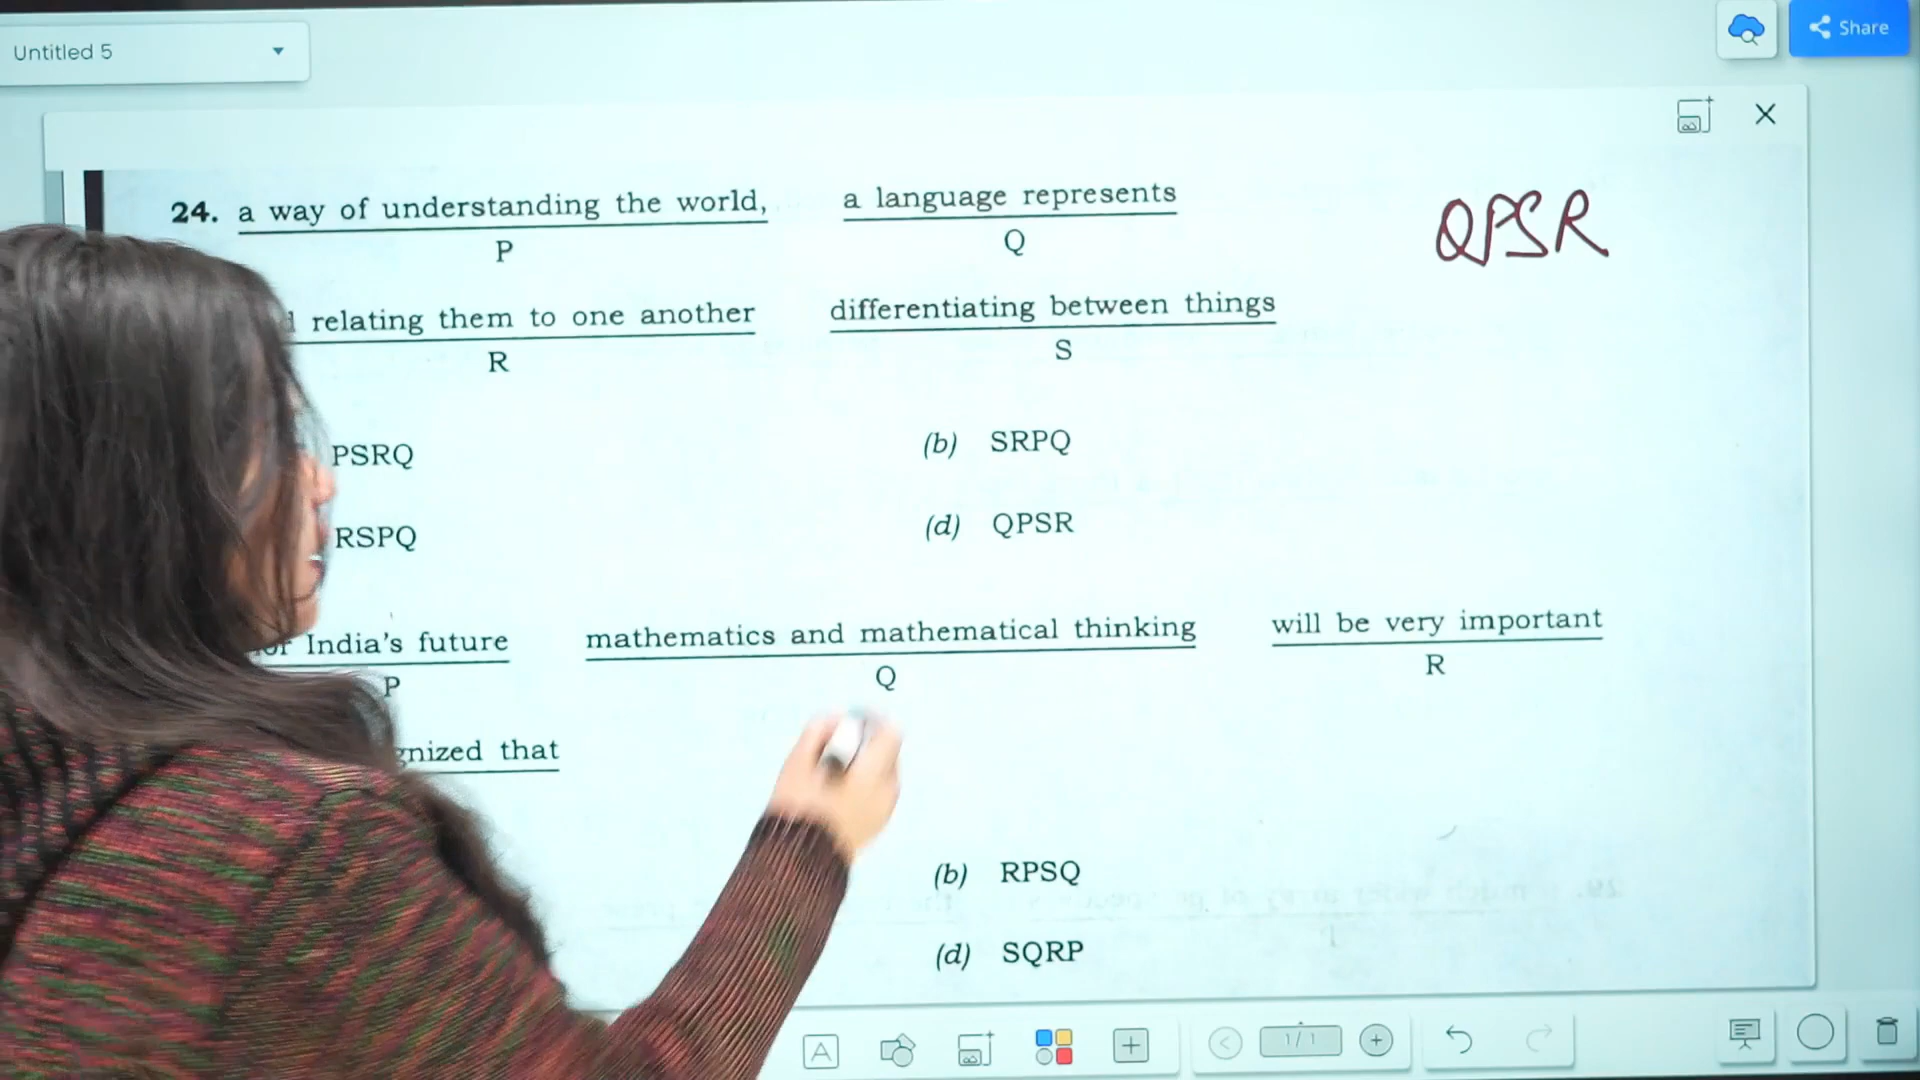 Untitled 5
Share
24. a way of understanding the world, a language represents
P Q
QPSR
relating them to one another differentiating between things
R S
PSRQ (b) SRPQ
RSPQ (d) QPSR
India's future mathematics and mathematical thinking will be very important
P Q R
that
(b) RPSQ
(d) SQRP
A
1/1